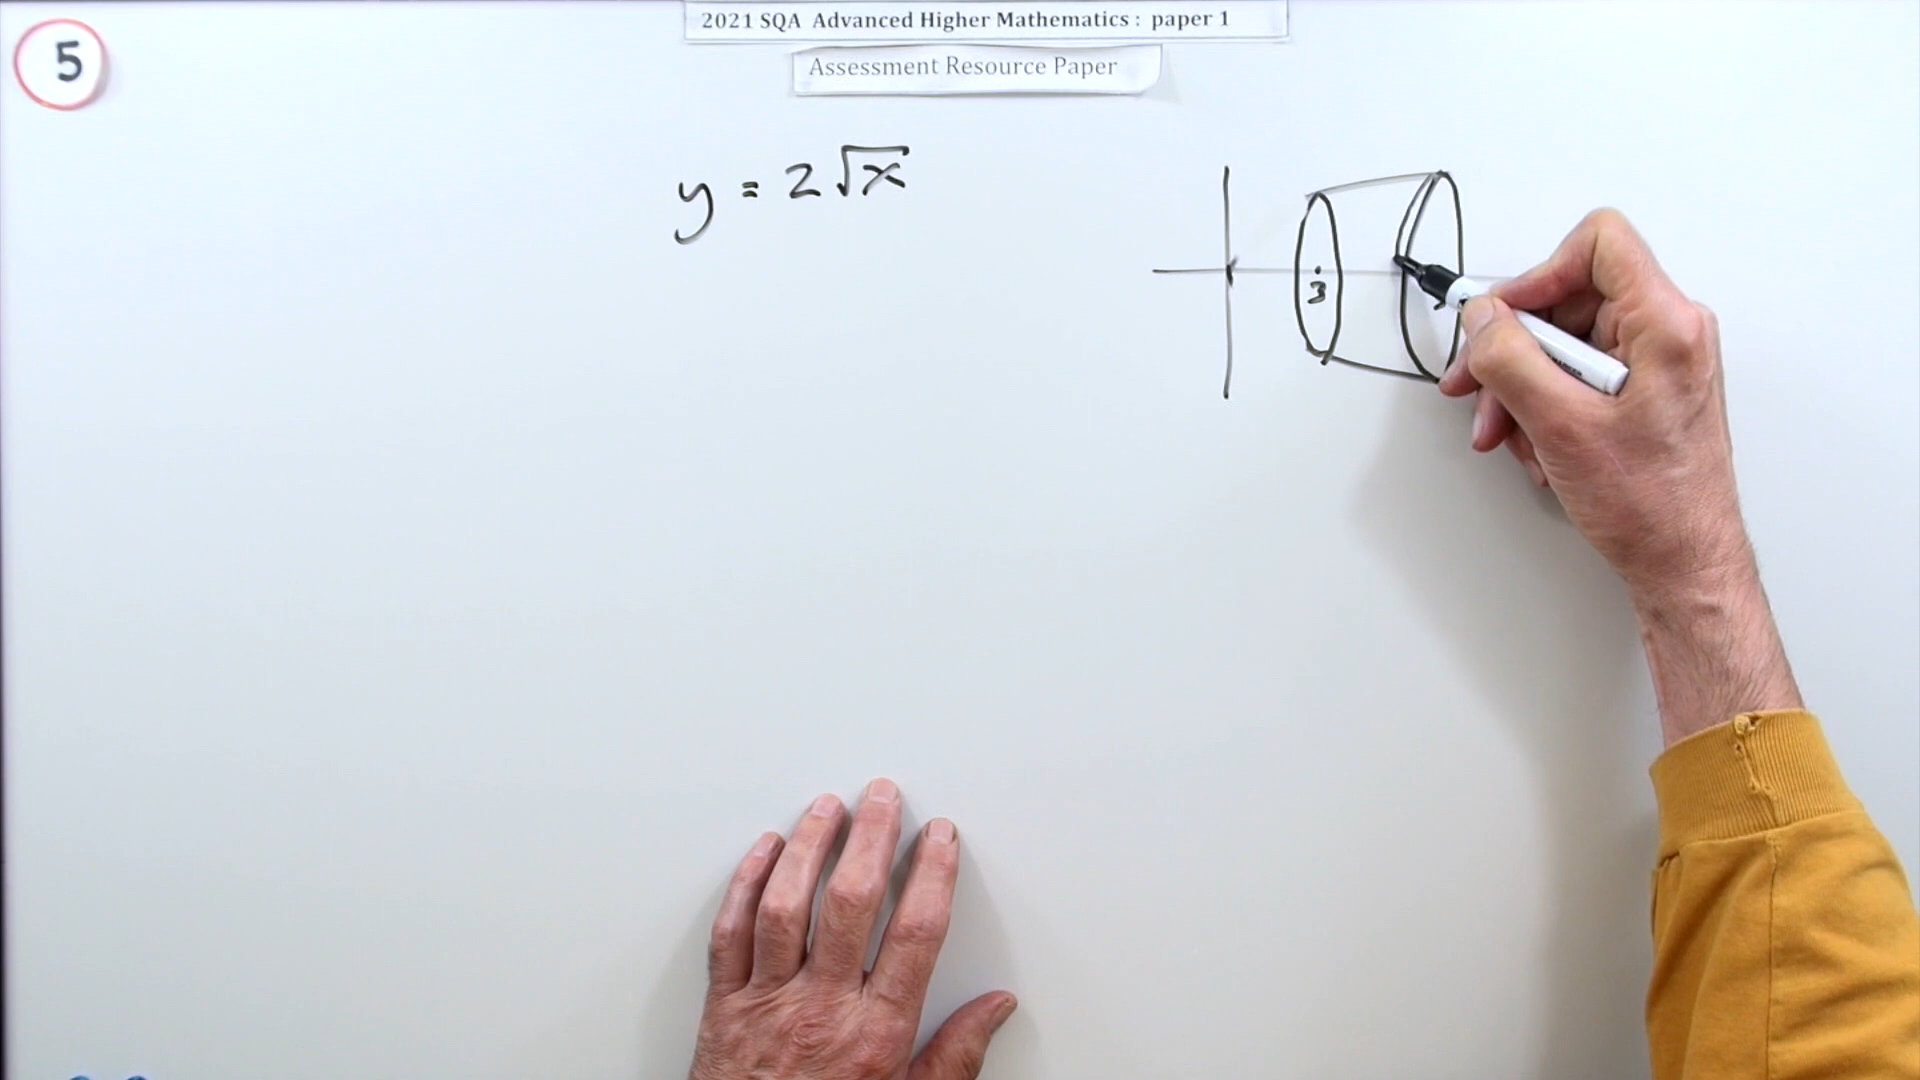 2021 SQA Advanced Higher Mathematics : paper 1
Assessment Resource Paper
5
y = 2√x
3